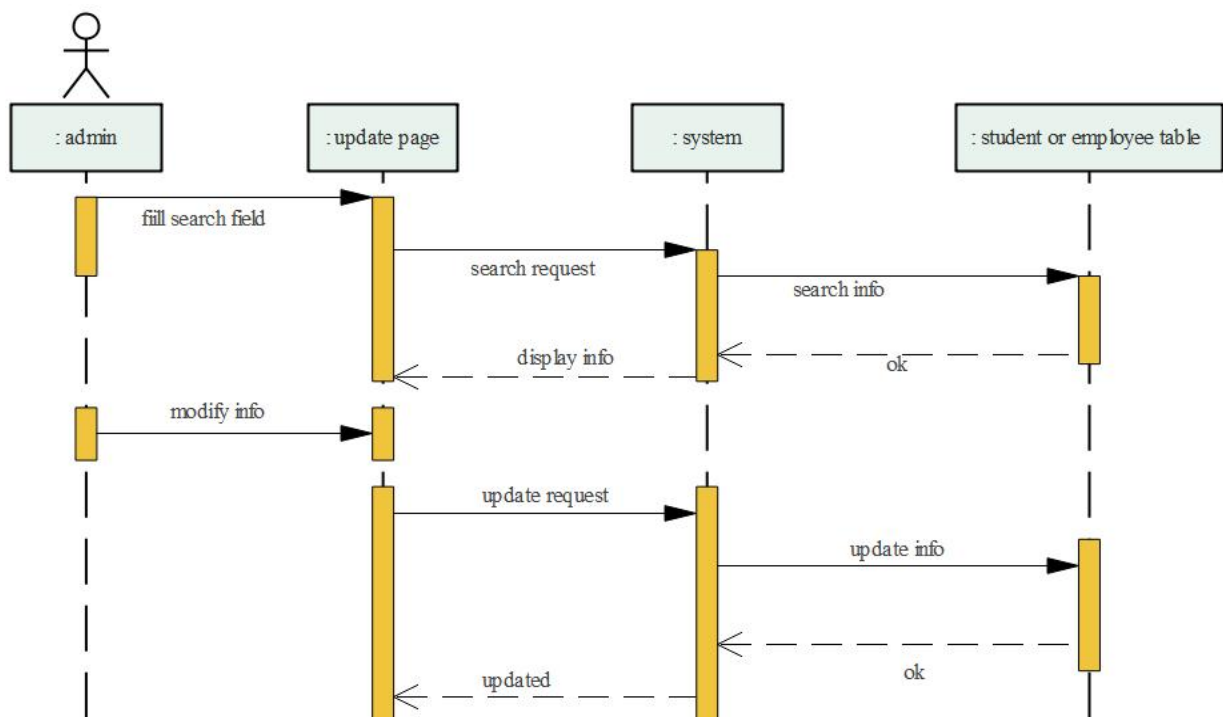 : admin
: update page
: system
: student or employee table
fiill search field
search request
search info
ok
display info
modify info
update request
update info
ok
updated